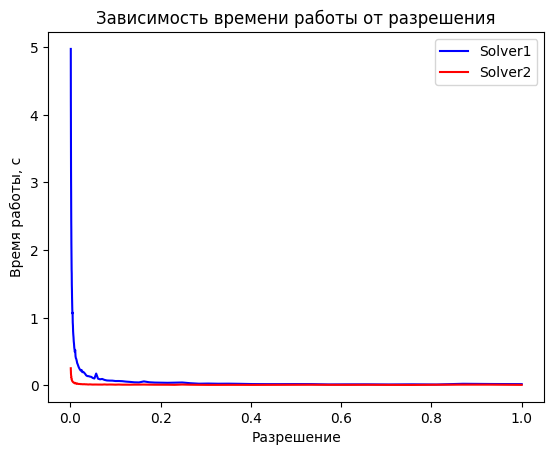 Зависимость времени работы от разрешения
Solver1
Solver2
Время работы, с
5
4
3
2
1
0
0.0
0.2
0.4
0.6
0.8
1.0
Разрешение